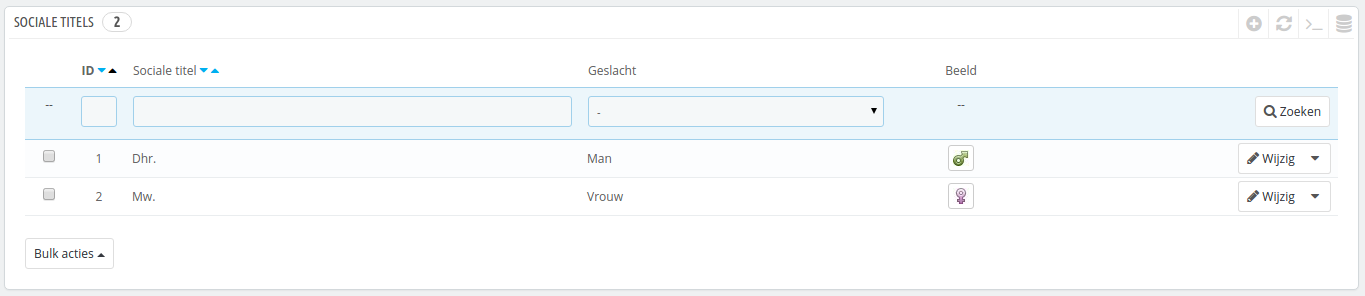 SOCIALE TITELS 2
ID Sociale titel Geslacht Beeld
-- - -- Zoeken
1 Dhr. Man Wijzig
2 Mw. Vrouw Wijzig
Bulk acties